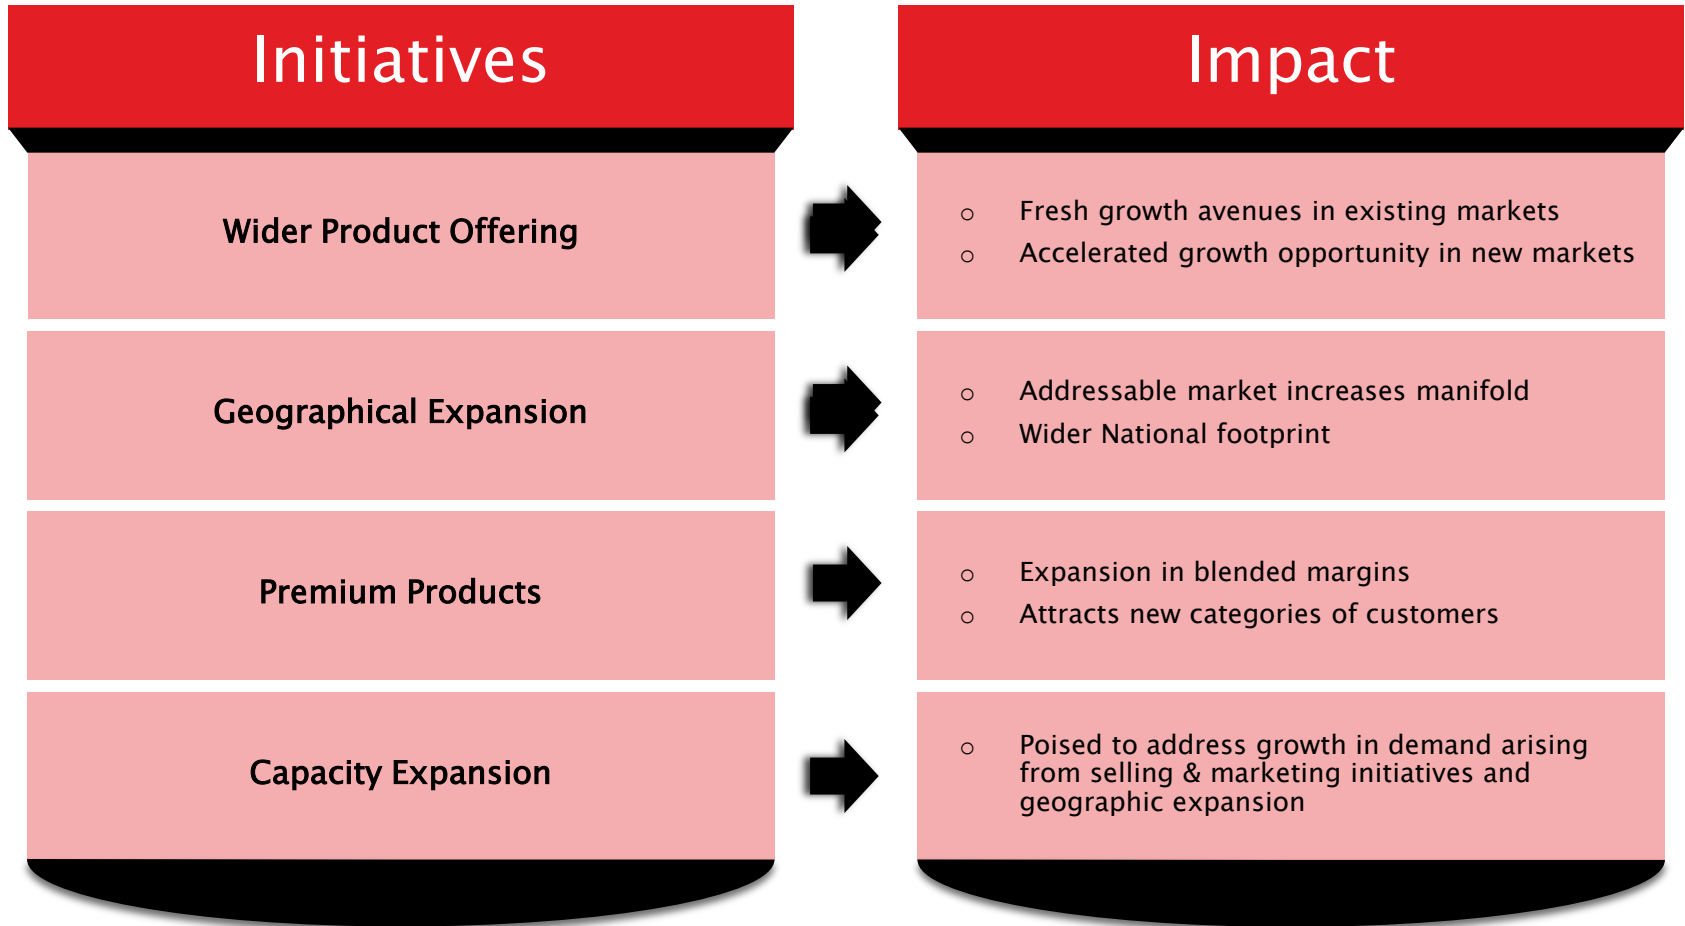 Initiatives
Impact
Wider Product Offering
○ Fresh growth avenues in existing markets
○ Accelerated growth opportunity in new markets
Geographical Expansion
○ Addressable market increases manifold
○ Wider National footprint
Premium Products
○ Expansion in blended margins
○ Attracts new categories of customers
Capacity Expansion
○ Poised to address growth in demand arising
from selling & marketing initiatives and
geographic expansion